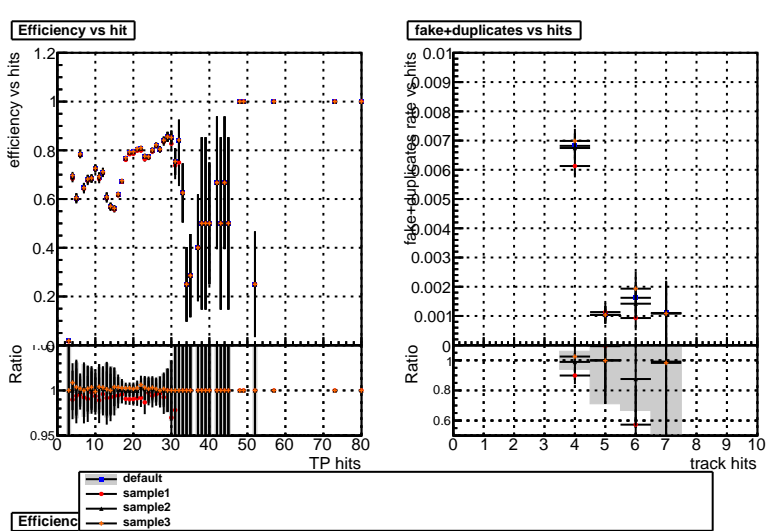 Efficiency vs hit
efficiency vs hits
1.2
1
0.8
0.6
0.4
0.2
0
Ratio
1
0.95
0 10 20 30 40 50 60 70 80
TP hits
fake+duplicates vs hits
fake+duplicates rate vs hits
0.01
0.009
0.008
0.007
0.006
0.005
0.004
0.003
0.002
0.001
0
Ratio
1
0.8
0.6
0 1 2 3 4 5 6 7 8 9 10
track hits
default
sample1
sample2
sample3
Efficienc